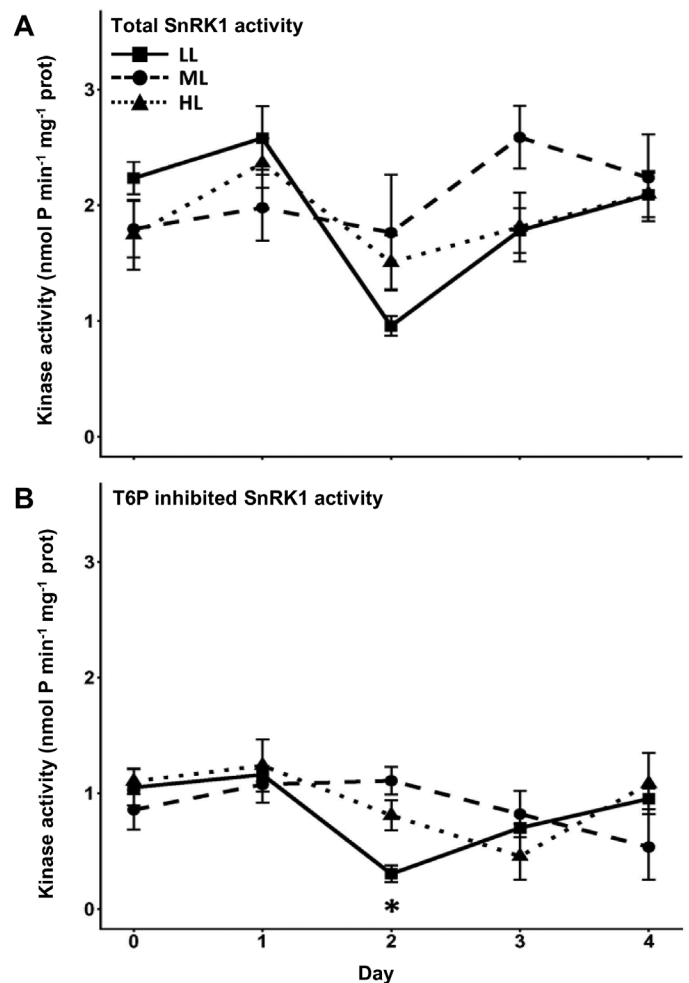 A
Total SnRK1 activity
LL
ML
HL
Kinase activity (nmol P min⁻¹ mg⁻¹ prot)
3
2
1
0
B
T6P inhibited SnRK1 activity
Kinase activity (nmol P min⁻¹ mg⁻¹ prot)
3
2
1
0
*
0 1 2 3 4
Day